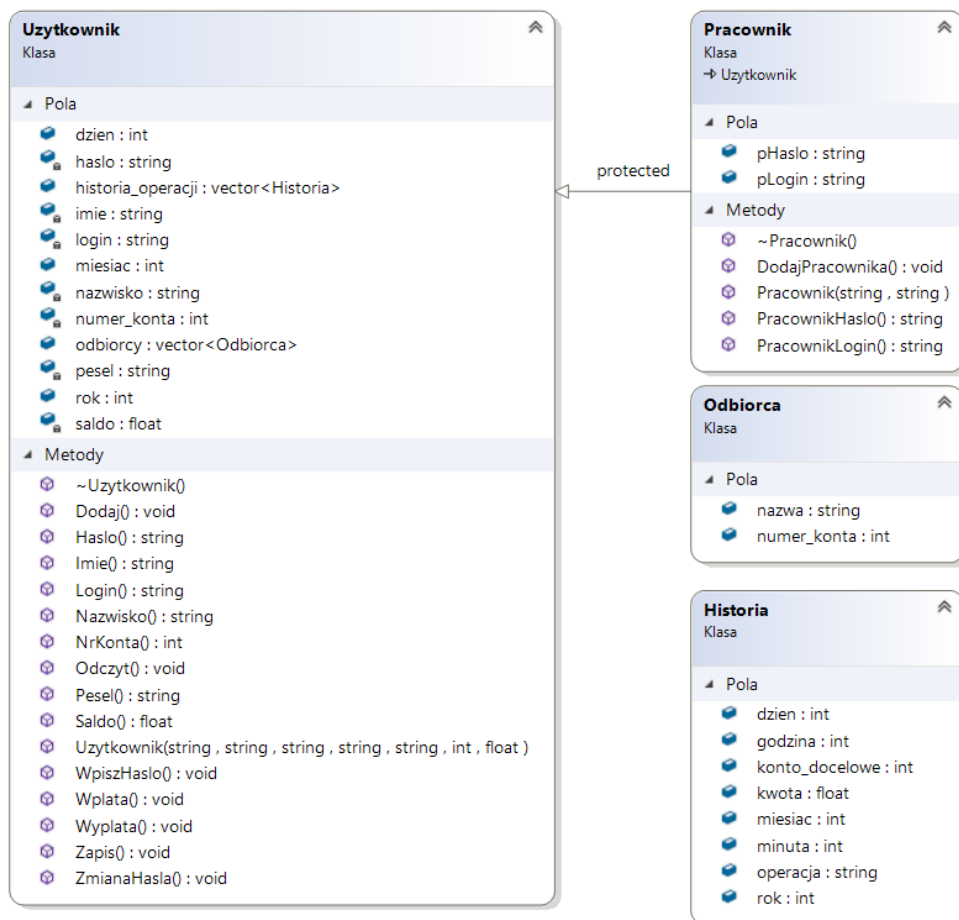 Uzytkownik
Klasa
Pola
dzien : int
haslo : string
historia_operacji : vector<Historia>
imie : string
login : string
miesiac : int
nazwisko : string
numer_konta : int
odbiorcy : vector<Odbiorca>
pesel : string
rok : int
saldo : float
Metody
~Uzytkownik()
Dodaj() : void
Haslo() : string
Imie() : string
Login() : string
Nazwisko() : string
NrKonta() : int
Odczyt() : void
Pesel() : string
Saldo() : float
Uzytkownik(string , string , string , string , string , int , float )
WpiszHaslo() : void
Wplata() : void
Wyplata() : void
Zapis() : void
ZmianaHasla() : void
protected
Pracownik
Klasa
Uzytkownik
Pola
pHaslo : string
pLogin : string
Metody
~Pracownik()
DodajPracownika() : void
Pracownik(string , string )
PracownikHaslo() : string
PracownikLogin() : string
Odbiorca
Klasa
Pola
nazwa : string
numer_konta : int
Historia
Klasa
Pola
dzien : int
godzina : int
konto_docelowe : int
kwota : float
miesiac : int
minuta : int
operacja : string
rok : int